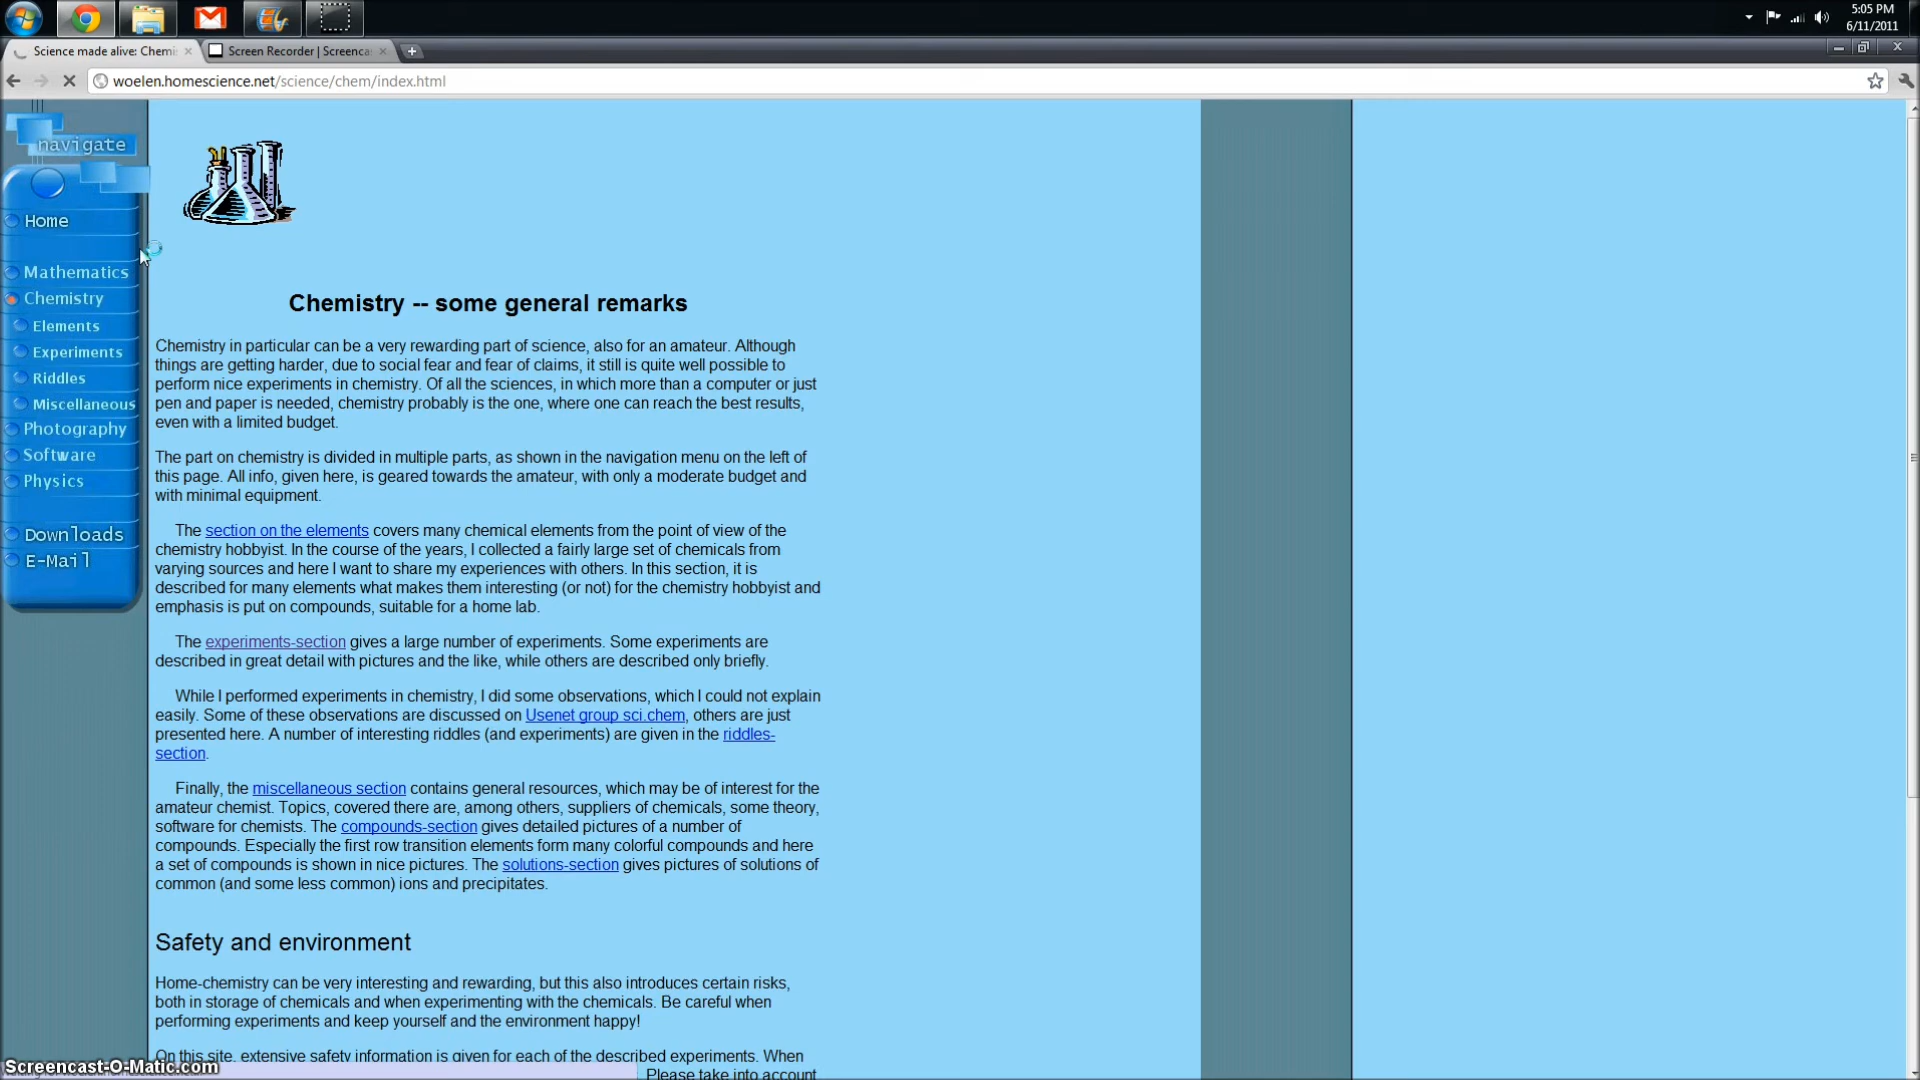 5:05 PM
6/11/2011
Science made alive: Chemi
Screen Recorder | Screenca
woelen.homescience.net/science/chem/index.html
navigate
Home
Mathematics
Chemistry
Elements
Experiments
Riddles
Miscellaneous
Photography
Software
Physics
Downloads
E-Mail
Chemistry -- some general remarks
Chemistry in particular can be a very rewarding part of science, also for an amateur. Although
things are getting harder, due to social fear and fear of claims, it still is quite well possible to
perform nice experiments in chemistry. Of all the sciences, in which more than a computer or just
pen and paper is needed, chemistry probably is the one, where one can reach the best results,
even with a limited budget.
The part on chemistry is divided in multiple parts, as shown in the navigation menu on the left of
this page. All info, given here, is geared towards the amateur, with only a moderate budget and
with minimal equipment.
The section on the elements covers many chemical elements from the point of view of the
chemistry hobbyist. In the course of the years, I collected a fairly large set of chemicals from
varying sources and here I want to share my experiences with others. In this section, it is
described for many elements what makes them interesting (or not) for the chemistry hobbyist and
emphasis is put on compounds, suitable for a home lab.
The experiments-section gives a large number of experiments. Some experiments are
described in great detail with pictures and the like, while others are described only briefly.
While I performed experiments in chemistry, I did some observations, which I could not explain
easily. Some of these observations are discussed on Usenet group sci.chem, others are just
presented here. A number of interesting riddles (and experiments) are given in the riddles-
section.
Finally, the miscellaneous section contains general resources, which may be of interest for the
amateur chemist. Topics, covered there are, among others, suppliers of chemicals, some theory,
software for chemists. The compounds-section gives detailed pictures of a number of
compounds. Especially the first row transition elements form many colorful compounds and here
a set of compounds is shown in nice pictures. The solutions-section gives pictures of solutions of
common (and some less common) ions and precipitates.
Safety and environment
Home-chemistry can be very interesting and rewarding, but this also introduces certain risks,
both in storage of chemicals and when experimenting with the chemicals. Be careful when
performing experiments and keep yourself and the environment happy!
On this site, extensive safety information is given for each of the described experiments. When
Please take into account
Screencast-O-Matic.com